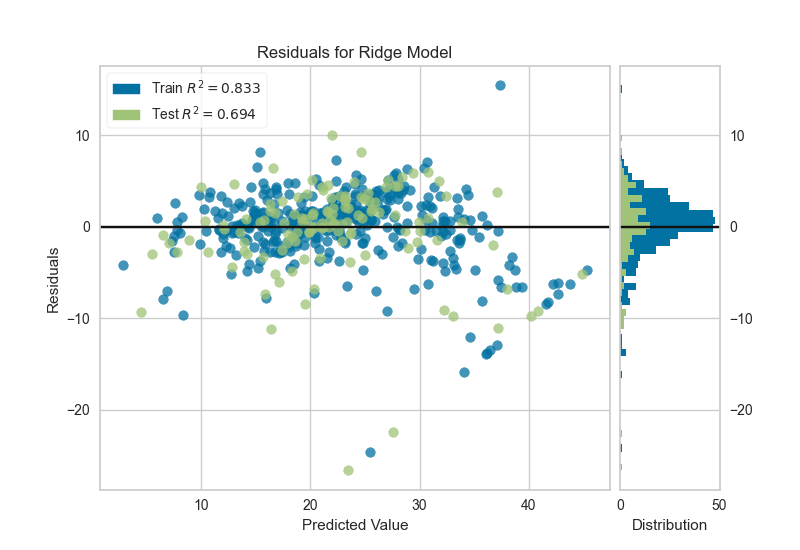 Residuals for Ridge Model
Train R² = 0.833
Test R² = 0.694
Residuals
10
0
−10
−20
10
20
30
40
Predicted Value
10
0
−10
−20
0
50
Distribution